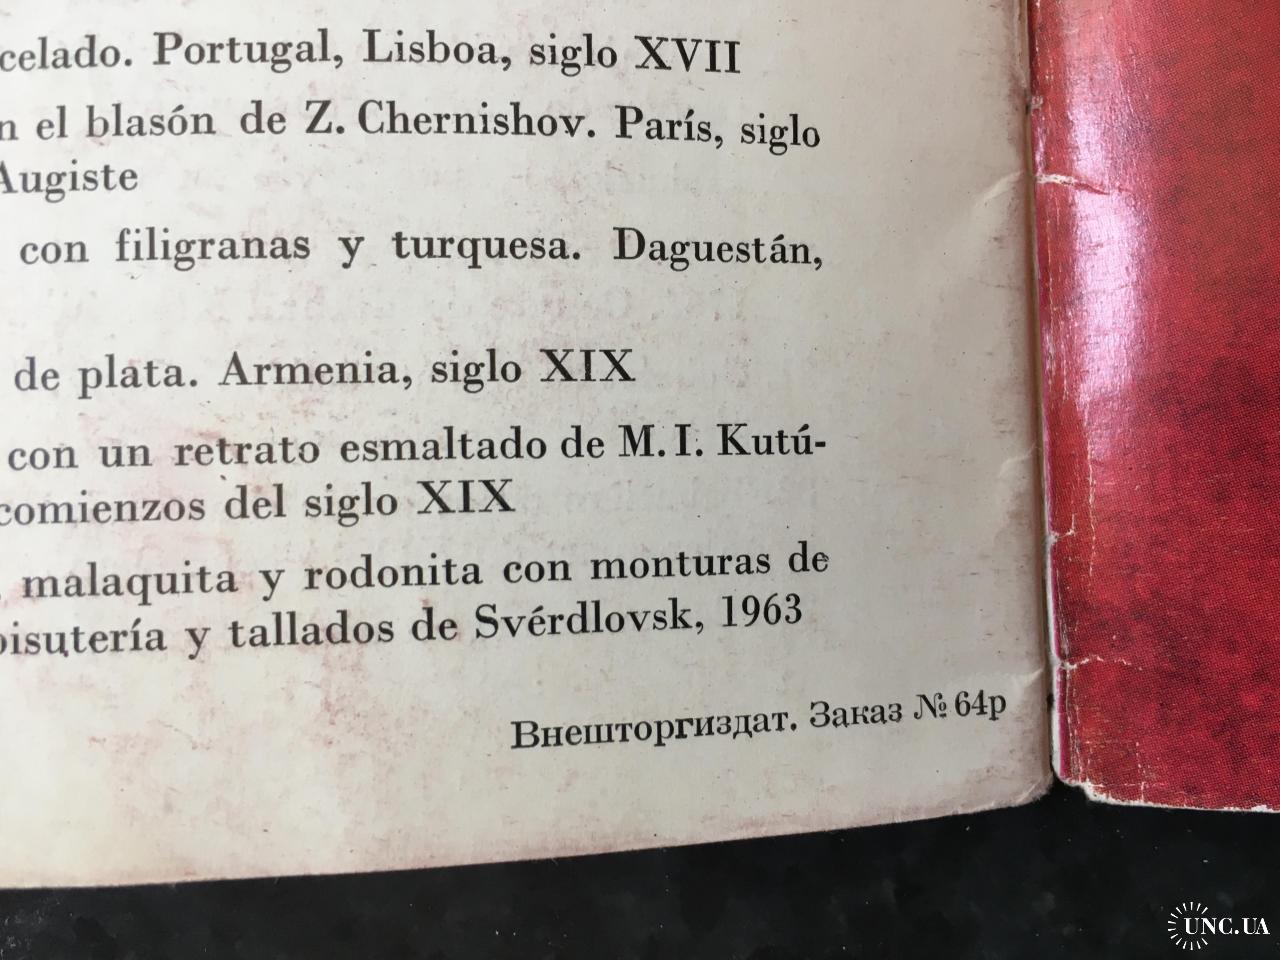 celado. Portugal, Lisboa, siglo XVII
n el blasón de Z. Chernishov. París, siglo
Augiste
con filigranas y turquesa. Daguestán,
de plata. Armenia, siglo XIX
con un retrato esmaltado de M. I. Kutú-
comienzos del siglo XIX
, malaquita y rodonita con monturas de
bisutería y tallados de Svérdlovsk, 1963
Внешторгиздат. Заказ № 64р
UNC.UA